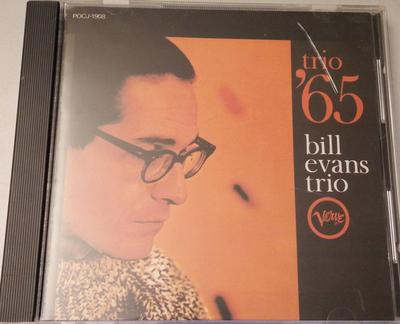 POCJ-1908
trio
'65
bill
evans
trio
Verve